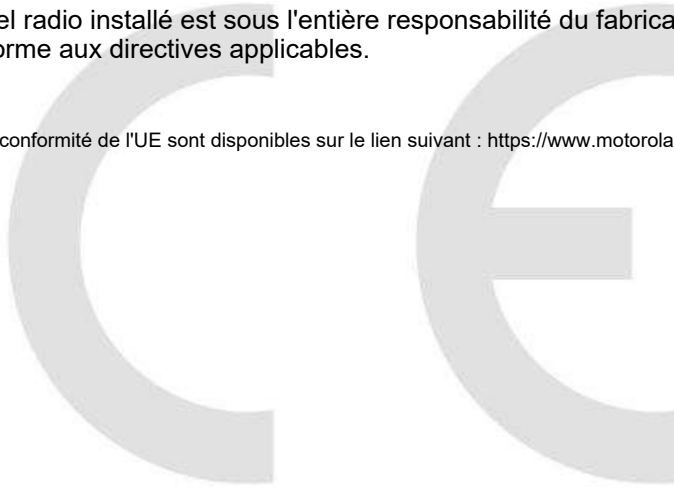 el radio installé est sous l'entière responsabilité du fabrica
orme aux directives applicables.
conformité de l'UE sont disponibles sur le lien suivant : https://www.motorola
CE